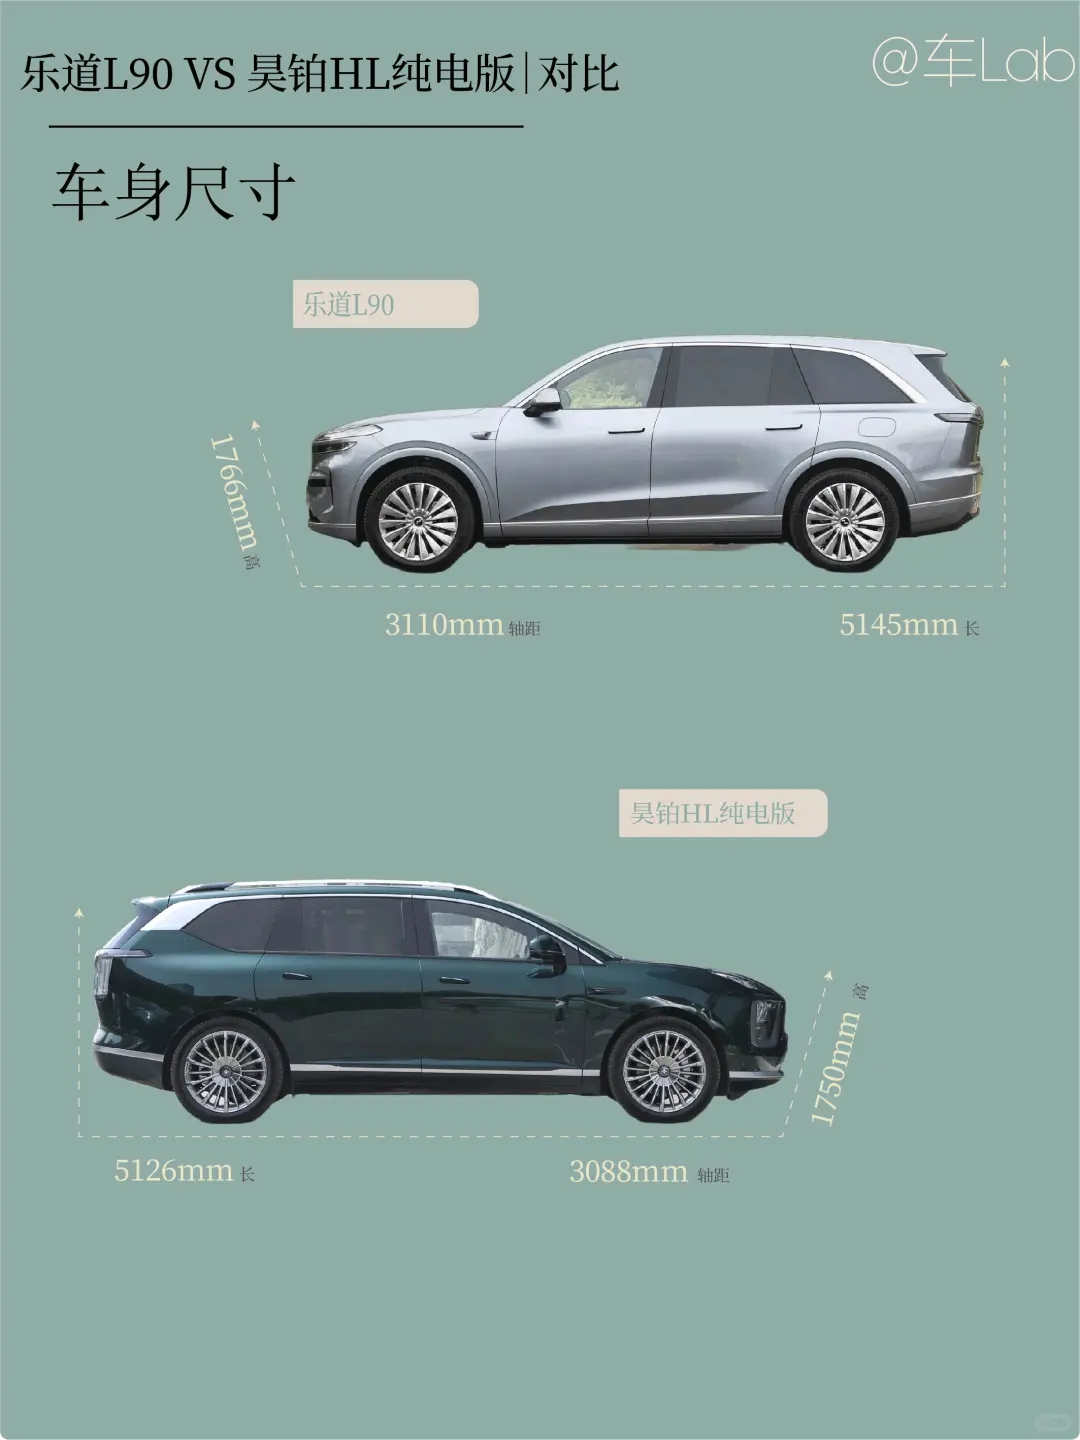 乐道L90 VS 昊铂HL纯电版|对比
@车Lab
车身尺寸
乐道L90
1766mm 高
3110mm 轴距
5145mm 长
昊铂HL纯电版
1750mm 高
5126mm 长
3088mm 轴距